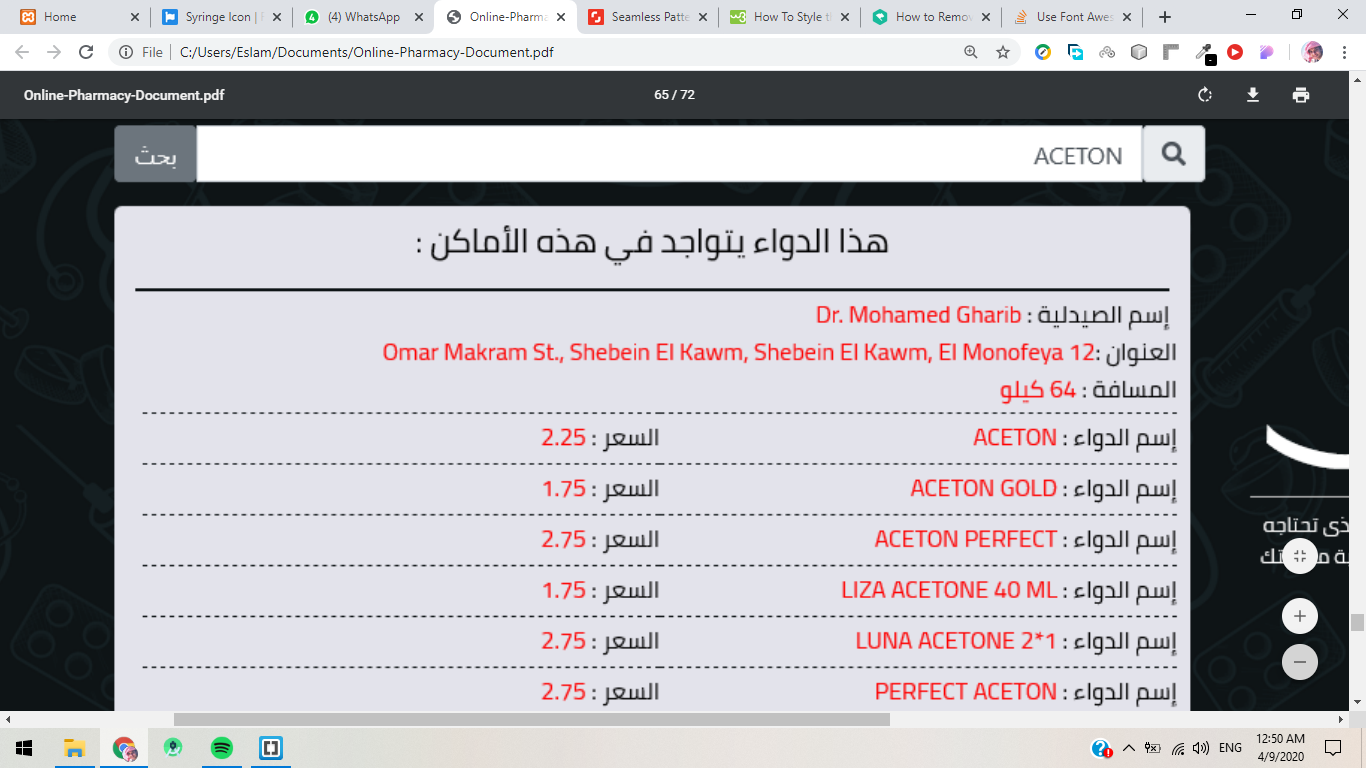 Home
Syringe Icon | F
(4) WhatsApp
Online-Pharma
Seamless Patte
How To Style t
How to Remov
Use Font Awes
File
C:/Users/Eslam/Documents/Online-Pharmacy-Document.pdf
Online-Pharmacy-Document.pdf
65 / 72
ACETON
بحث
هذا الدواء يتواجد في هذه الأماكن :
إسم الصيدلية : Dr. Mohamed Gharib
العنوان :12 Omar Makram St., Shebein El Kawm, Shebein El Kawm, El Monofeya
المسافة : 64 كيلو
إسم الدواء : ACETON السعر : 2.25
إسم الدواء : ACETON GOLD السعر : 1.75
إسم الدواء : ACETON PERFECT السعر : 2.75
إسم الدواء : LIZA ACETONE 40 ML السعر : 1.75
إسم الدواء : LUNA ACETONE 2*1 السعر : 2.75
إسم الدواء : PERFECT ACETON السعر : 2.75
ذى تحتاجه
ENG
12:50 AM
4/9/2020